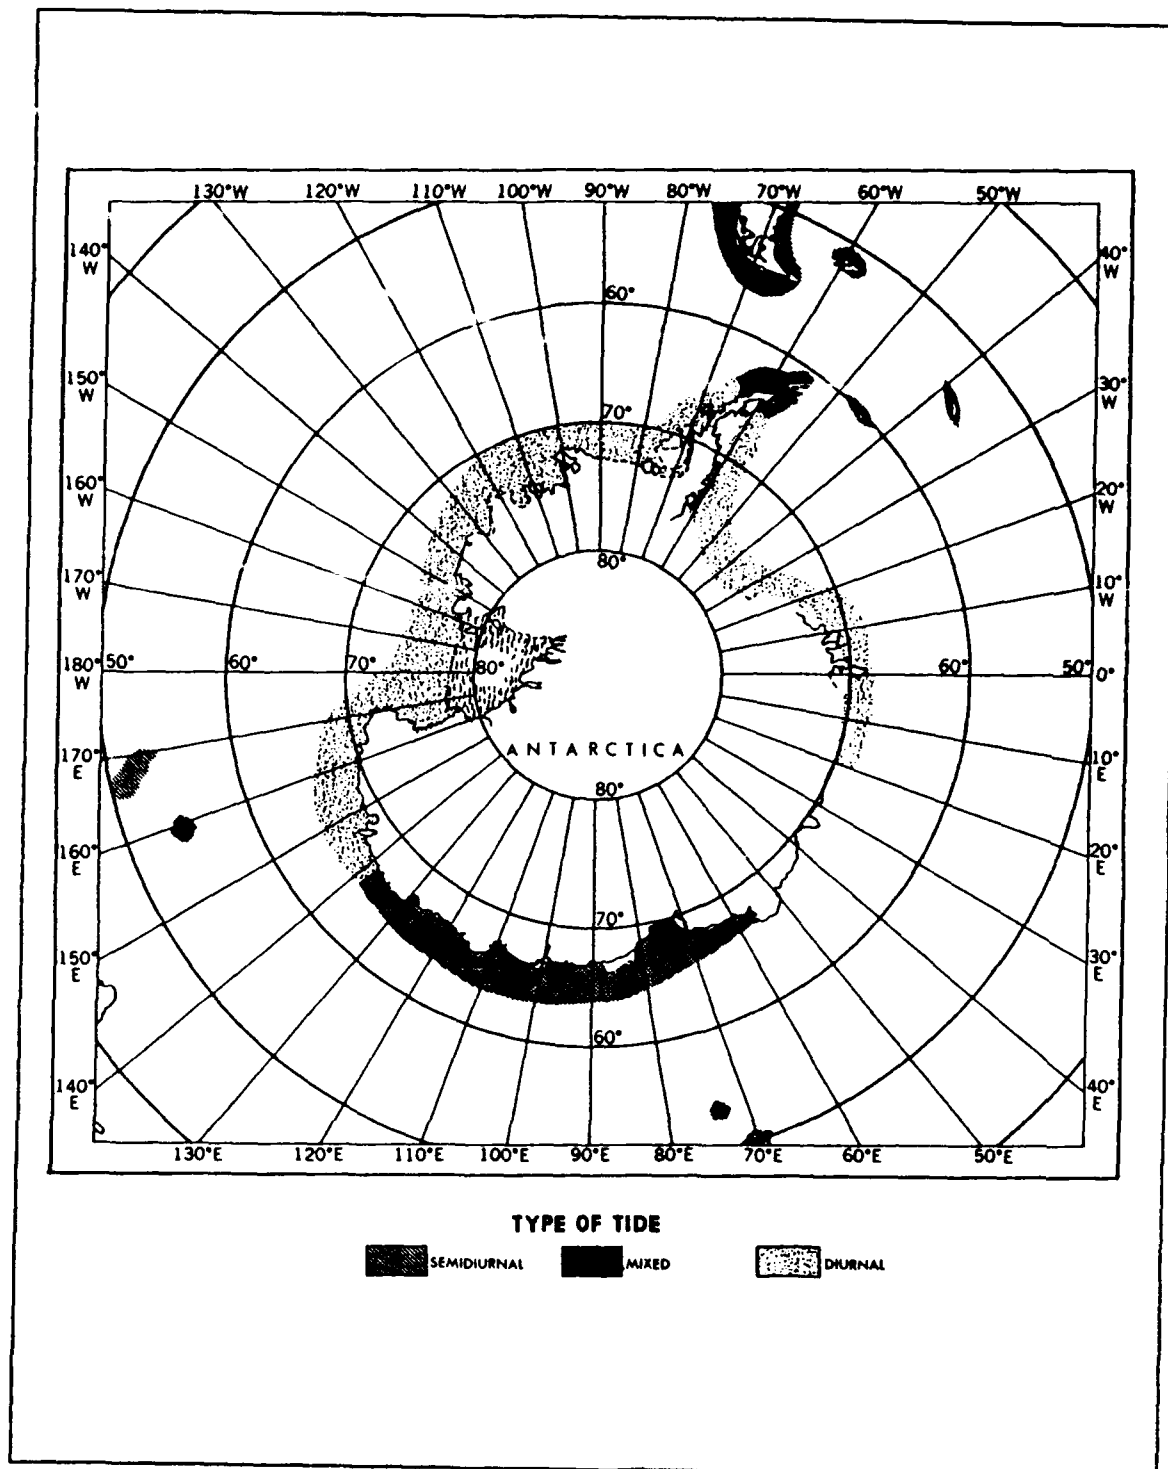 130°W 120°W 110°W 100°W 90°W 80°W 70°W 60°W 50°W
140° W
40° W
60°
150° W
30° W
70°
160° W
20° W
80°
170° W
10° W
180° W
50° 60° 70° 80° 60° 50° 0°
ANTARCTICA
170° E
10° E
80°
160° E
20° E
70°
150° E
30° E
60°
140° E
40° E
130°E 120°E 110°E 100°E 90°E 80°E 70°E 60°E 50°E
TYPE OF TIDE
SEMIDIURNAL MIXED DIURNAL